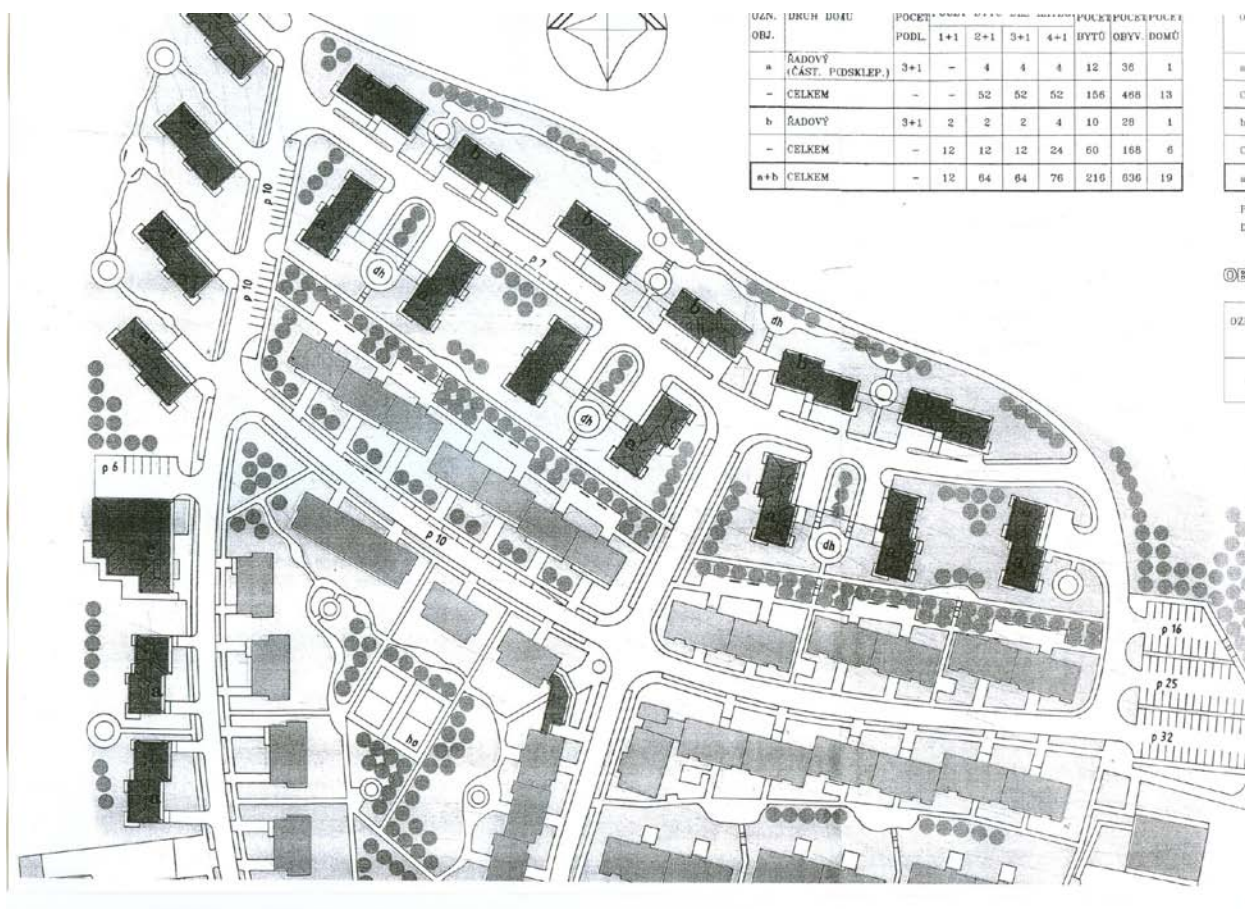 OZN. DRUH DOMU POČET POČET BYTŮ POČET POČET POČET
OBJ. PODL. 1+1 2+1 3+1 4+1 BYTŮ OBYV. DOMŮ
a ŘADOVÝ (ČÁST. PODSKLEP.) 3+1 - 4 4 4 12 36 1
- CELKEM - - 52 52 52 156 468 13
b ŘADOVÝ 3+1 2 2 2 4 10 28 1
- CELKEM - 12 12 12 24 60 168 6
a+b CELKEM - 12 64 64 76 216 636 19
b
b
p 10
a
b
p 7
dh
p 10
a
b
dh
b
a
dh
a
p 6
p 10
dh
a
a
p 16
a
p 25
p 32
ho
a